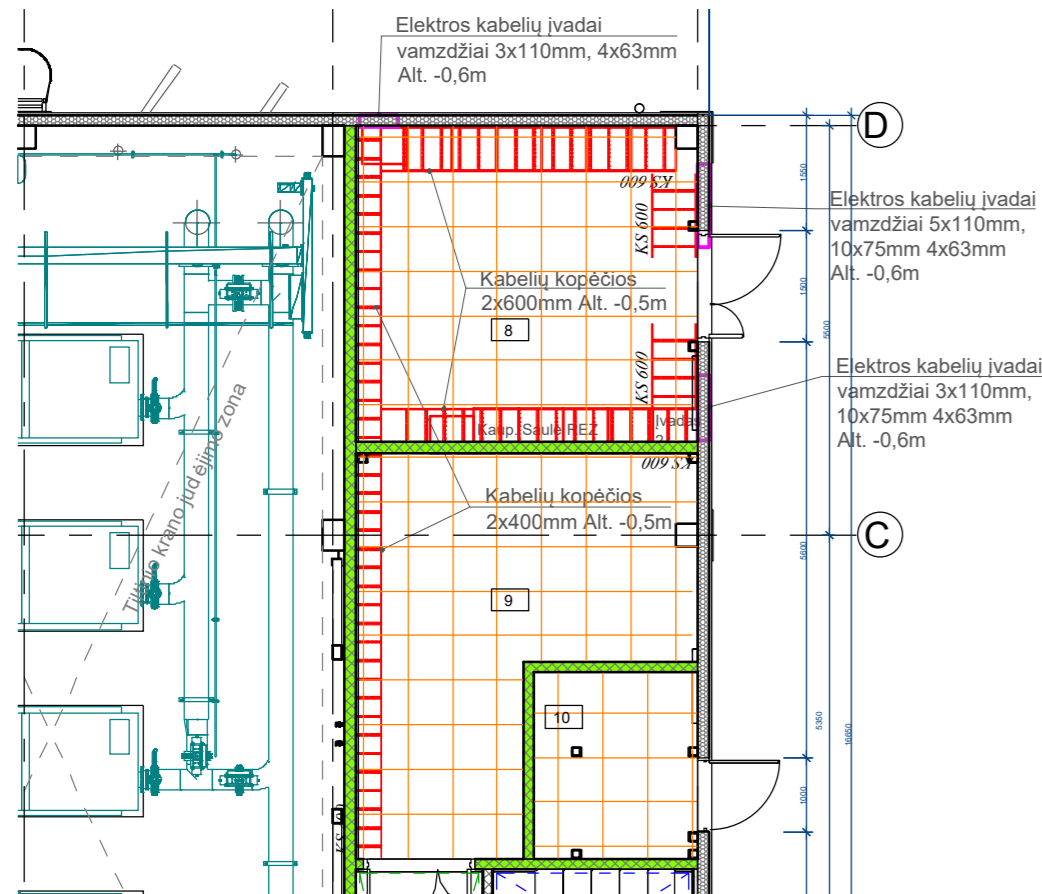 Elektros kabelių įvadai
vamzdžiai 3x110mm, 4x63mm
Alt. -0,6m
D
1550
Elektros kabelių įvadai
vamzdžiai 5x110mm,
10x75mm 4x63mm
Alt. -0,6m
KS 600
KS 600
Kabelių kopėčios
2x600mm Alt. -0,5m
1500
5500
8
KS 600
Elektros kabelių įvadai
vamzdžiai 3x110mm,
10x75mm 4x63mm
Alt. -0,6m
Kaup. Saulė REZ
Įvadas
2
KS 600
Tiltinio krano judėjimo zona
Kabelių kopėčios
2x400mm Alt. -0,5m
C
5600
9
10
5350
16650
1000